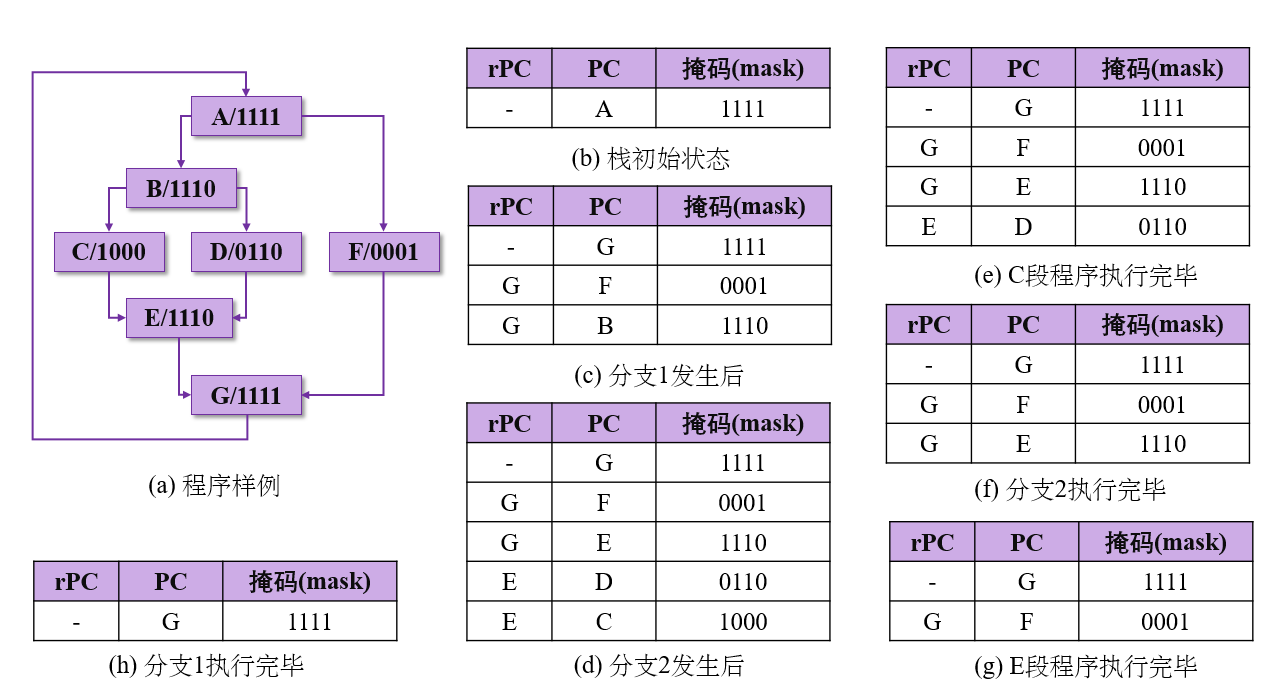 A/1111
B/1110
C/1000 D/0110 F/0001
E/1110
G/1111
(a) 程序样例
rPC PC 掩码(mask)
- A 1111
(b) 栈初始状态
rPC PC 掩码(mask)
- G 1111
G F 0001
G B 1110
(c) 分支1发生后
rPC PC 掩码(mask)
- G 1111
G F 0001
G E 1110
E D 0110
E C 1000
(d) 分支2发生后
rPC PC 掩码(mask)
- G 1111
G F 0001
G E 1110
E D 0110
(e) C段程序执行完毕
rPC PC 掩码(mask)
- G 1111
G F 0001
G E 1110
(f) 分支2执行完毕
rPC PC 掩码(mask)
- G 1111
G F 0001
(g) E段程序执行完毕
rPC PC 掩码(mask)
- G 1111
(h) 分支1执行完毕